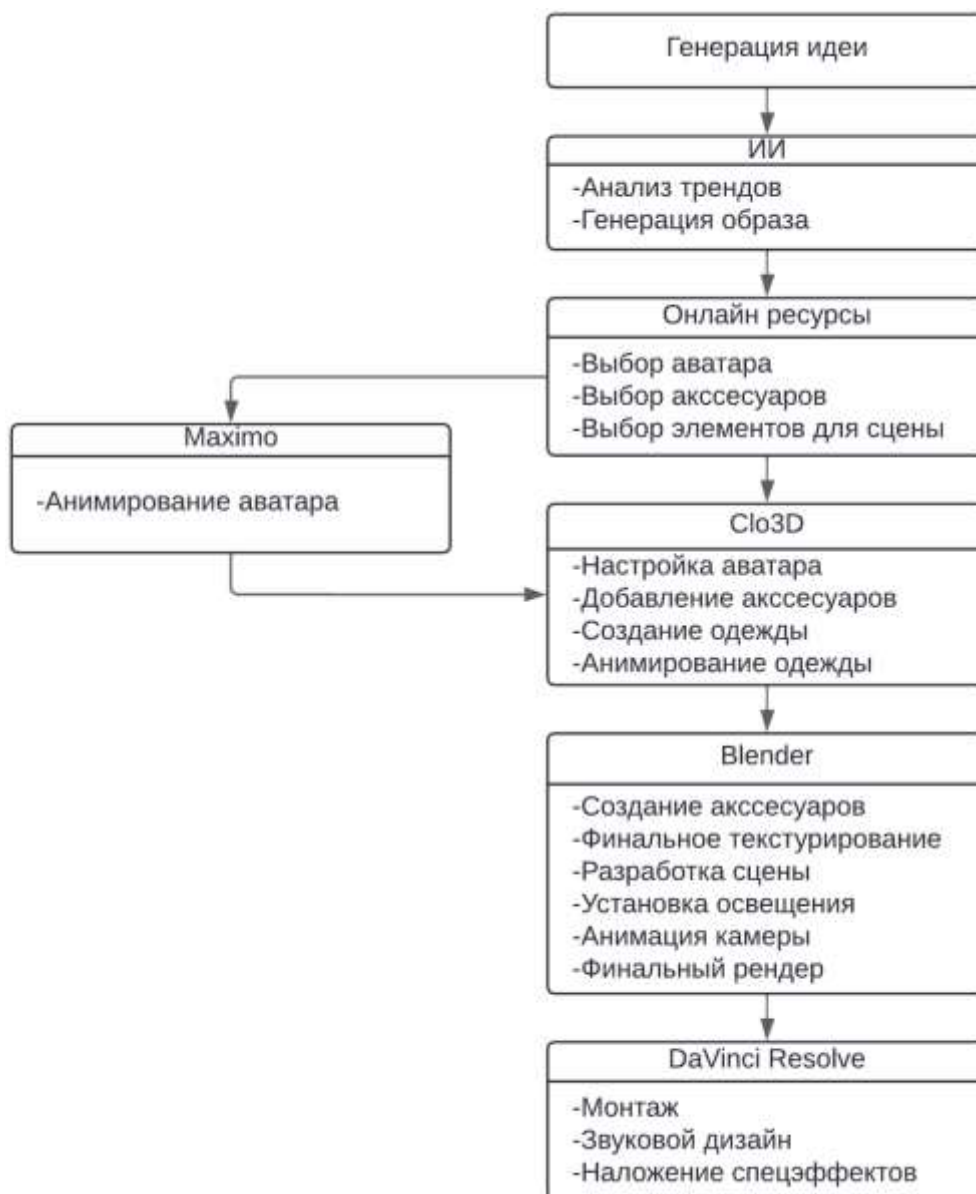 Генерация идеи
ИИ
-Анализ трендов
-Генерация образа
Онлайн ресурсы
-Выбор аватара
-Выбор акссесуаров
-Выбор элементов для сцены
Maximo
-Анимирование аватара
Clo3D
-Настройка аватара
-Добавление акссесуаров
-Создание одежды
-Анимирование одежды
Blender
-Создание акссесуаров
-Финальное текстурирование
-Разработка сцены
-Установка освещения
-Анимация камеры
-Финальный рендер
DaVinci Resolve
-Монтаж
-Звуковой дизайн
-Наложение спецэффектов